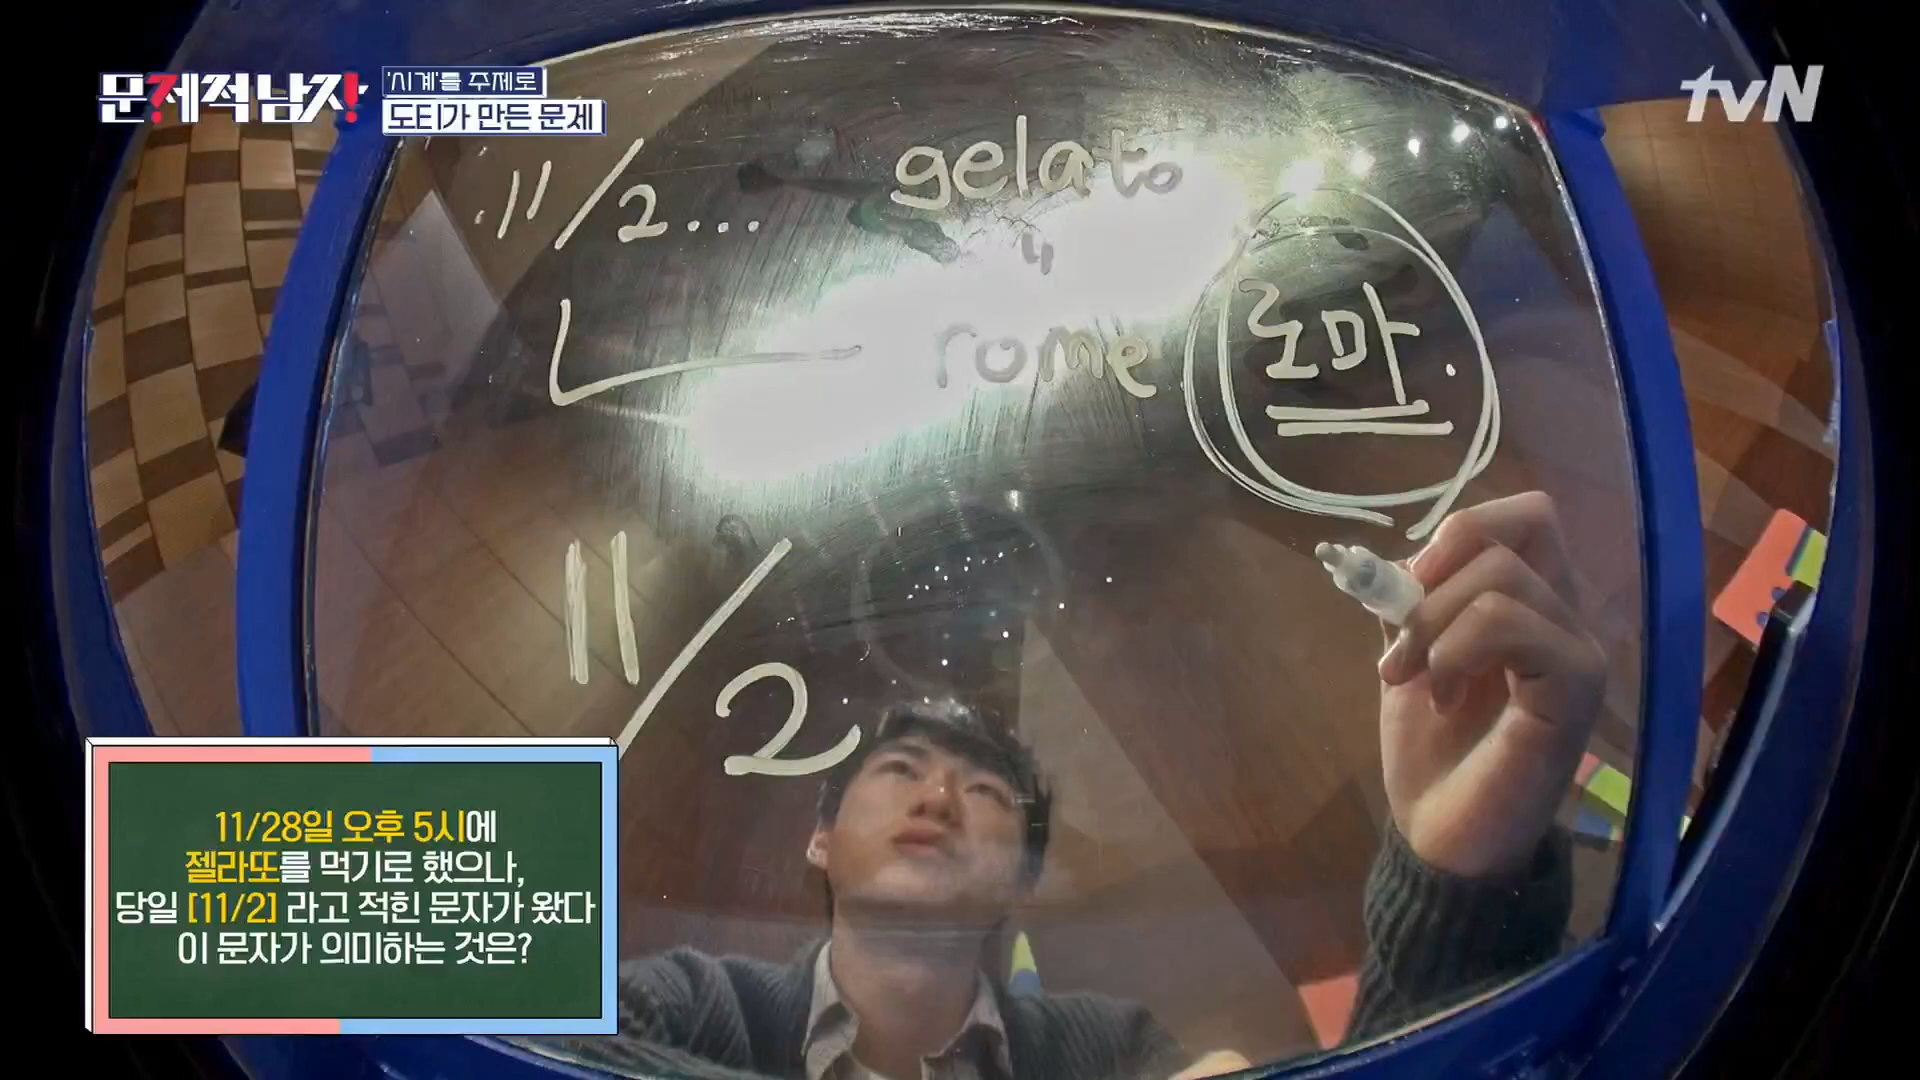 문제적남자
'시계'를 주제로
도티가 만든 문제
tvN
11/2...
gelato
"
rome
로마.
11/2
11/28일 오후 5시에
젤라또를 먹기로 했으나,
당일 [11/2] 라고 적힌 문자가 왔다
이 문자가 의미하는 것은?